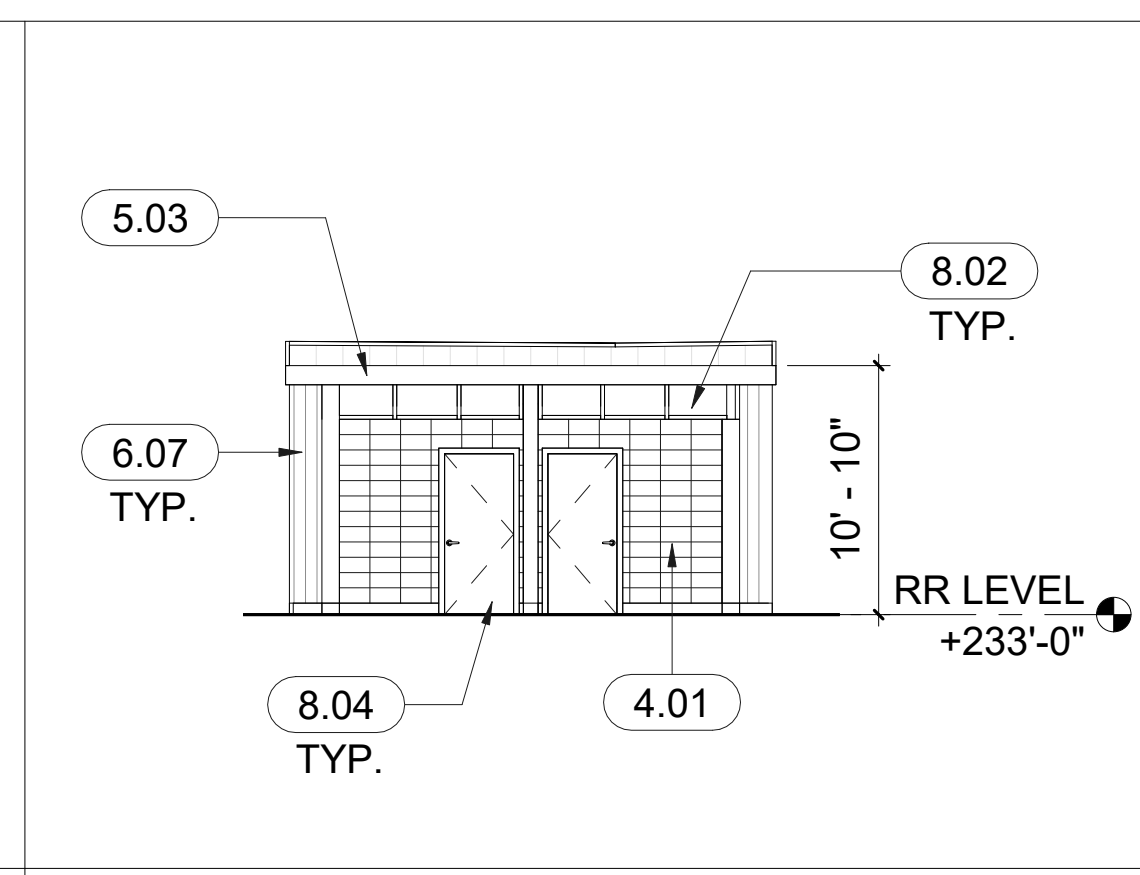 5.03
8.02
TYP.
6.07
TYP.
10' - 10"
RR LEVEL
+233'-0"
8.04
TYP.
4.01